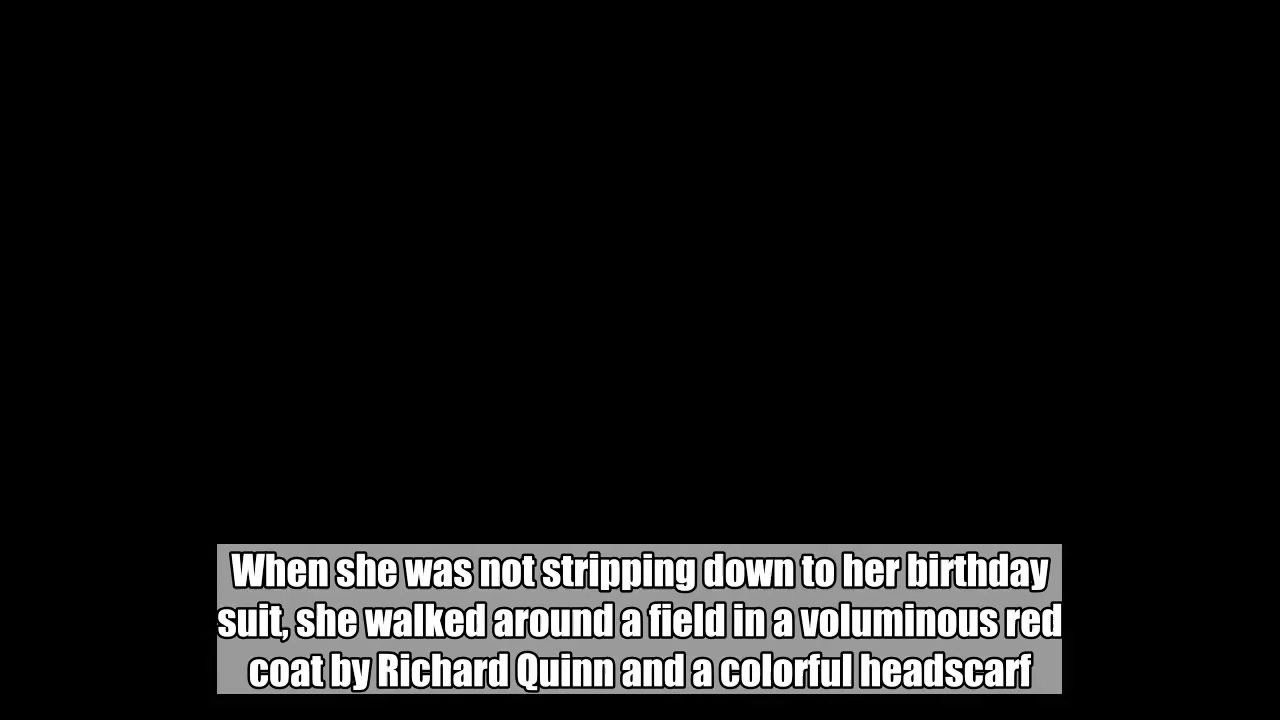 When she was not stripping down to her birthday
suit, she walked around a field in a voluminous red
coat by Richard Quinn and a colorful headscarf